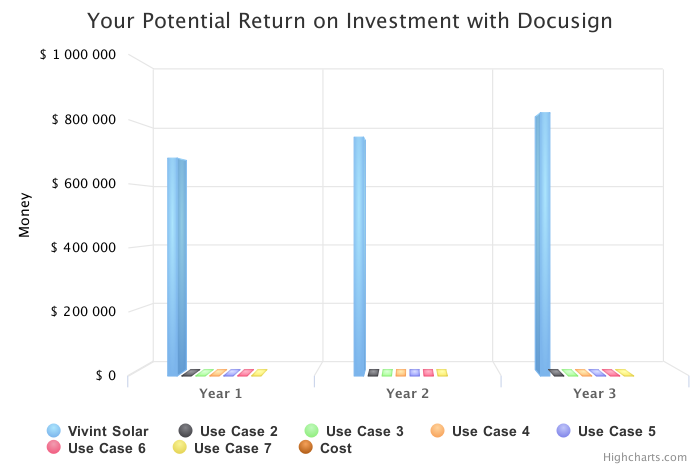 Your Potential Return on Investment with Docusign
$ 1 000 000
$ 800 000
$ 600 000
$ 400 000
$ 200 000
$ 0
Money
Year 1 Year 2 Year 3
Vivint Solar Use Case 2 Use Case 3 Use Case 4 Use Case 5
Use Case 6 Use Case 7 Cost
Highcharts.com